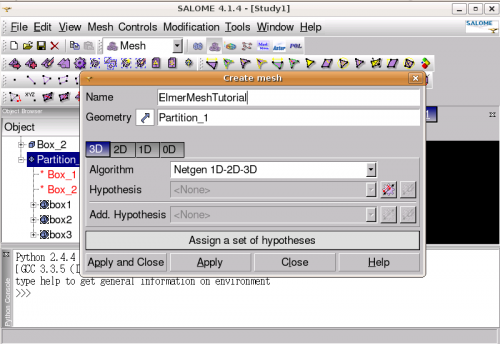 SALOME 4.1.4 - [Study1]
File Edit View Mesh Controls Modification Tools Window Help
SALOME
Mesh
Object Browser
Create mesh
Name ElmerMeshTutorial
Geometry Partition_1
Object
3D 2D 1D 0D
Box_2
Partition_
Algorithm Netgen 1D-2D-3D
* Box_1
Hypothesis <None>
* Box_2
box1
Add. Hypothesis <None>
box2
box3
Assign a set of hypotheses
Python 2.4.4
Apply and Close Apply Close Help
[GCC 3.3.5 (D
type help to get general information on environment
>>>
Python Console